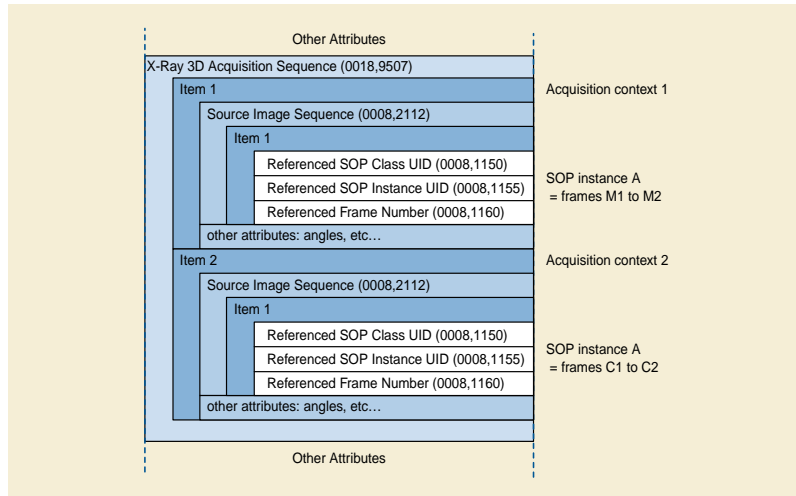 Other Attributes
X-Ray 3D Acquisition Sequence (0018,9507)
Item 1
Acquisition context 1
Source Image Sequence (0008,2112)
Item 1
Referenced SOP Class UID (0008,1150)
Referenced SOP Instance UID (0008,1155)
Referenced Frame Number (0008,1160)
SOP instance A
= frames M1 to M2
other attributes: angles, etc…
Item 2
Acquisition context 2
Source Image Sequence (0008,2112)
Item 1
Referenced SOP Class UID (0008,1150)
Referenced SOP Instance UID (0008,1155)
Referenced Frame Number (0008,1160)
SOP instance A
= frames C1 to C2
other attributes: angles, etc…
Other Attributes